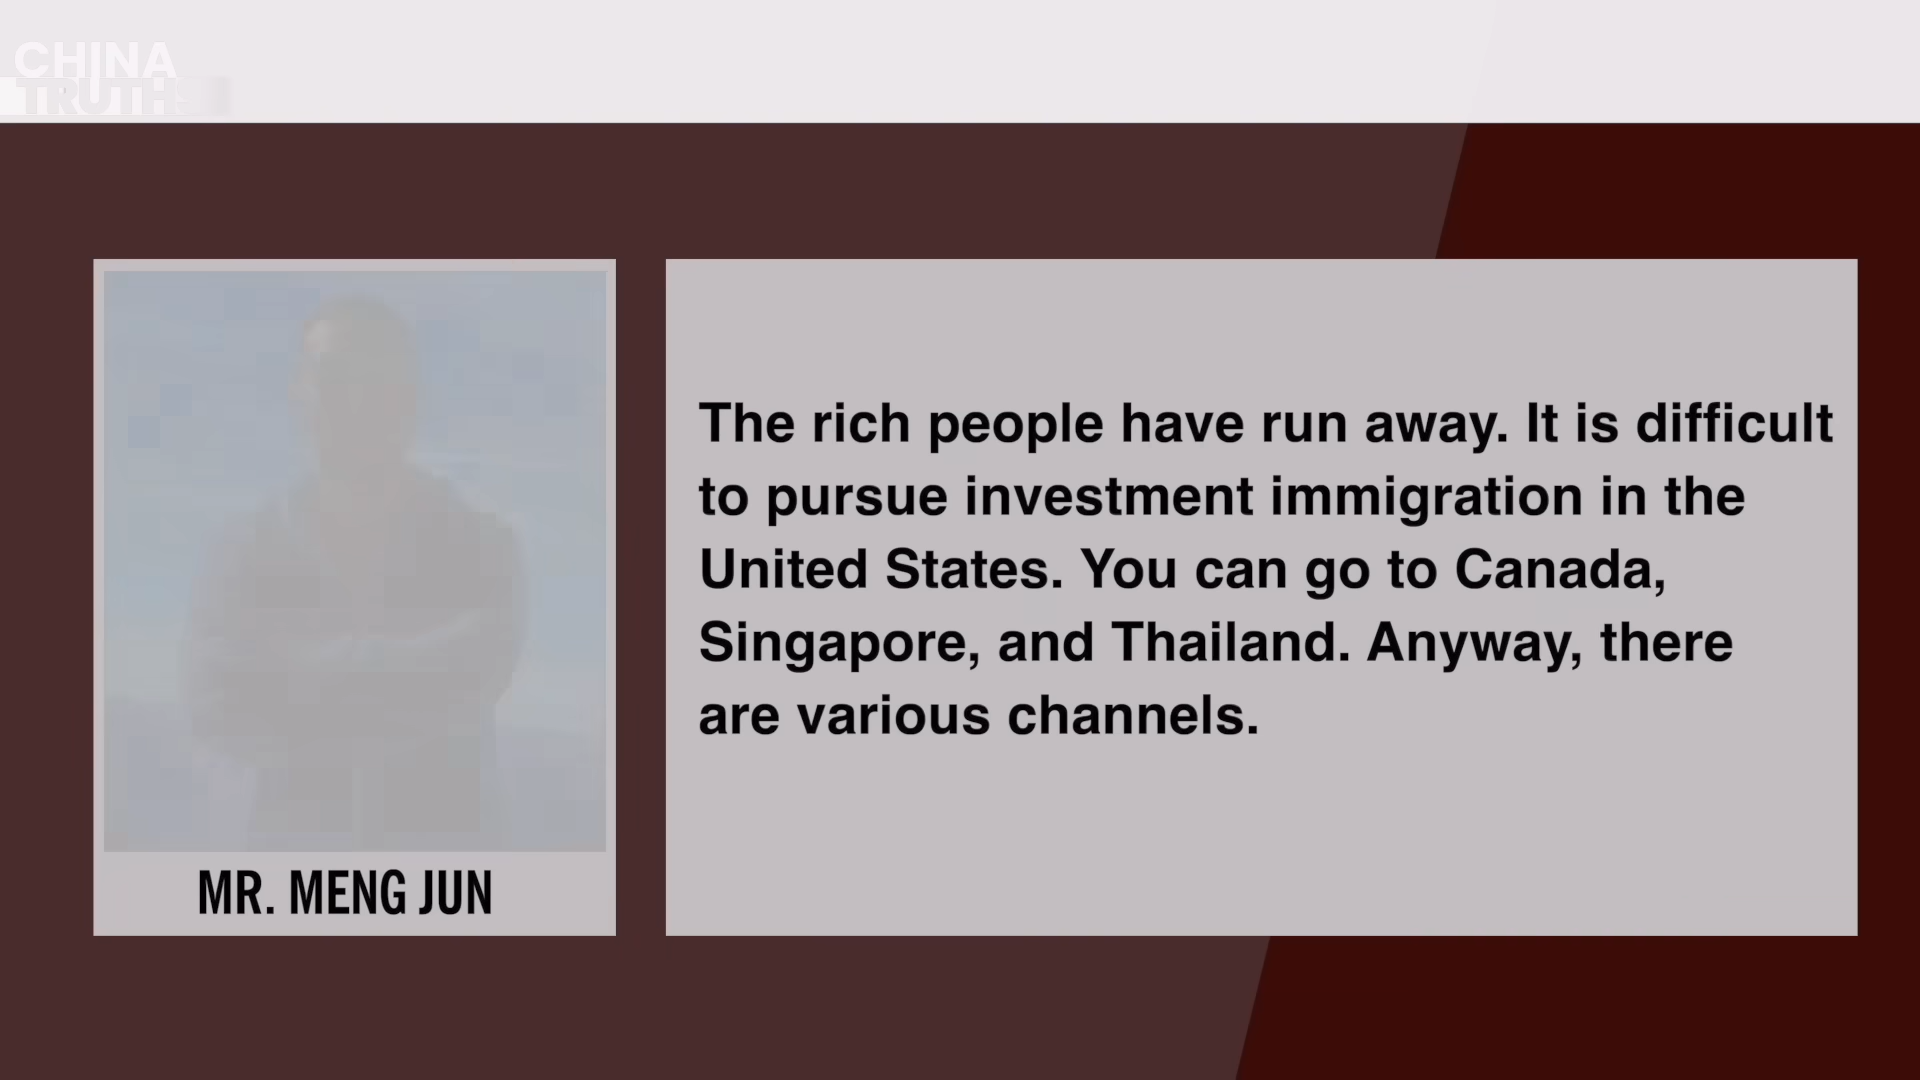 CHINA
TRUTHS
The rich people have run away. It is difficult
to pursue investment immigration in the
United States. You can go to Canada,
Singapore, and Thailand. Anyway, there
are various channels.
MR. MENG JUN